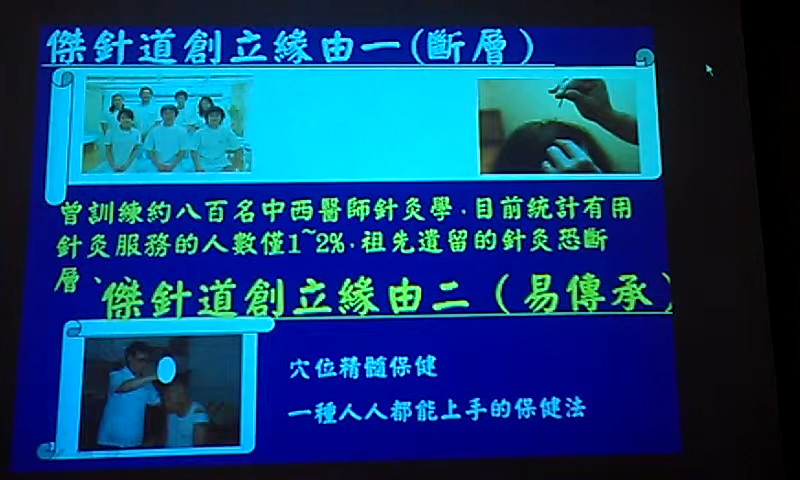 傑針道創立緣由一(斷層)
曾訓練約八百名中西醫師針灸學.目前統計有用
針灸服務的人數僅1~2%.祖先遺留的針灸恐斷
層、
傑針道創立緣由二(易傳承)
穴位精髓保健
一種人人都能上手的保健法